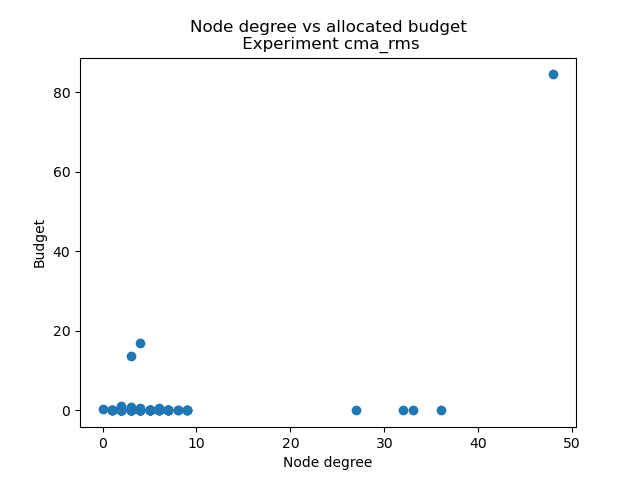 Node degree vs allocated budget
Experiment cma_rms
80
60
40
20
0
Budget
0 10 20 30 40 50
Node degree